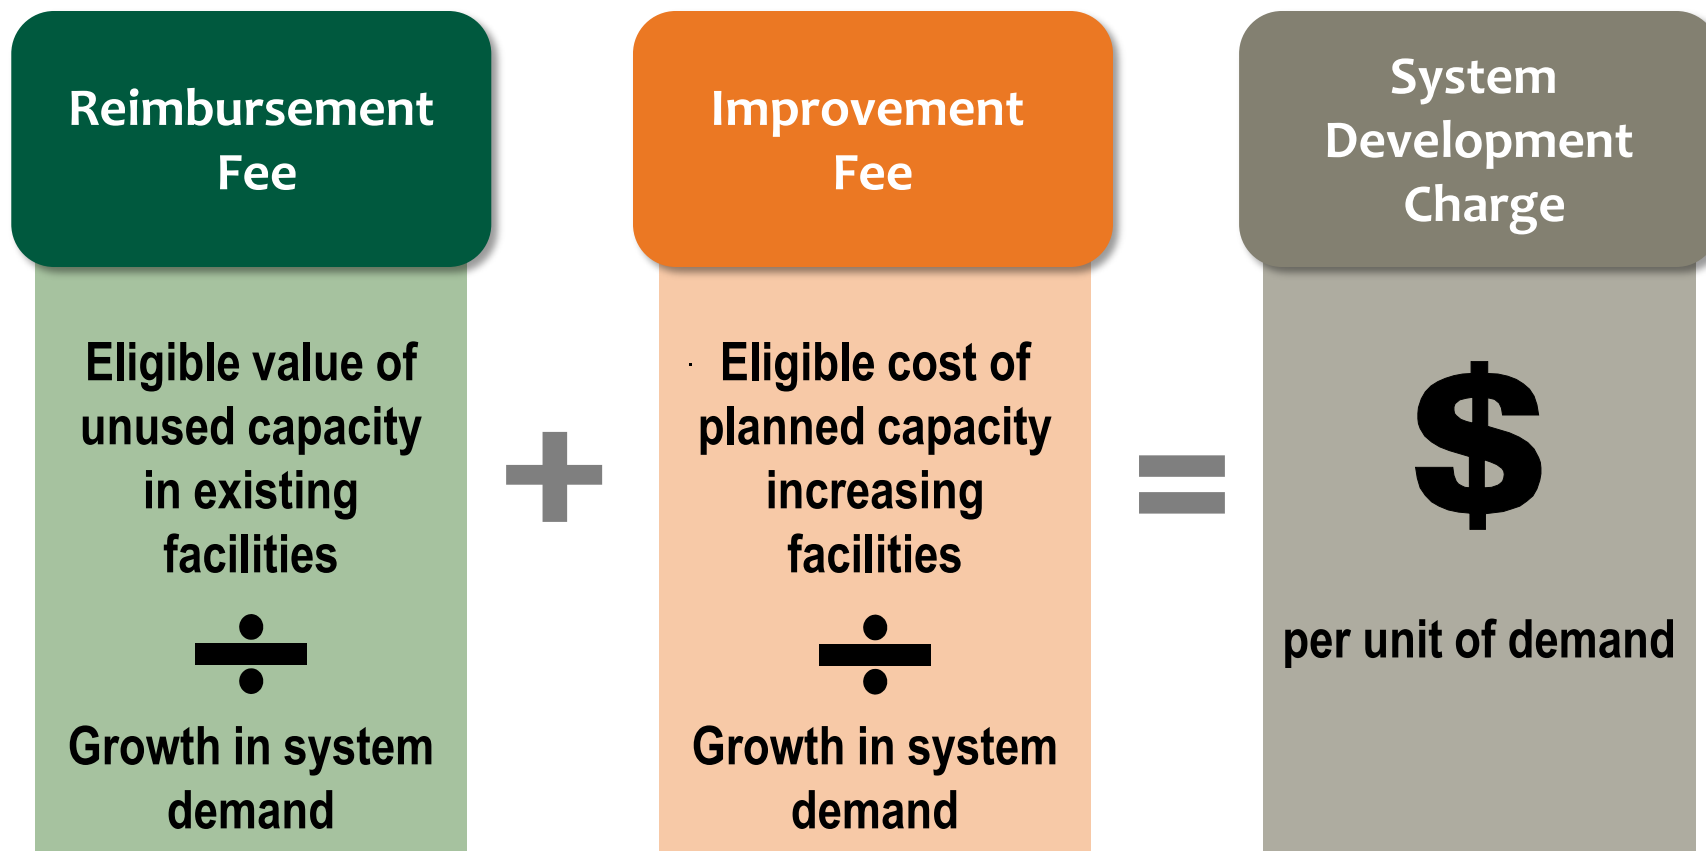 Reimbursement
Fee
Eligible value of
unused capacity
in existing
facilities
÷
Growth in system
demand
+
Improvement
Fee
Eligible cost of
planned capacity
increasing
facilities
÷
Growth in system
demand
=
System
Development
Charge
$
per unit of demand